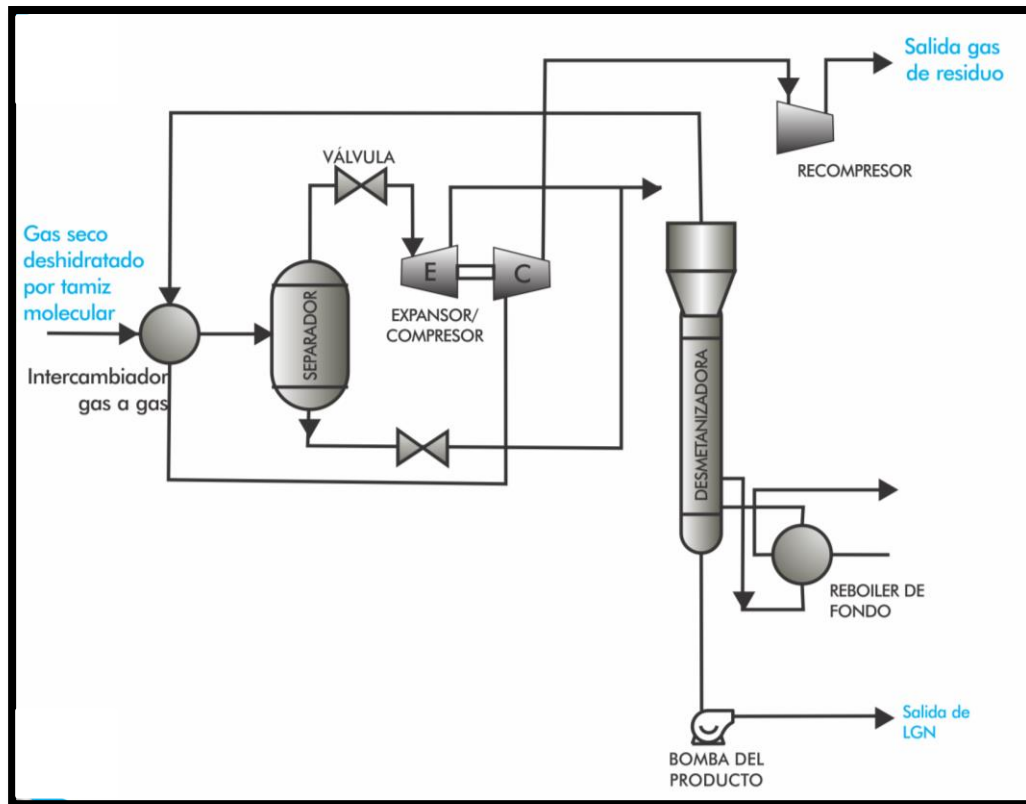 Salida gas
de residuo
VÁLVULA
RECOMPRESOR
Gas seco
deshidratado
por tamiz
molecular
SEPARADOR
E
C
EXPANSOR/
COMPRESOR
Intercambiador
gas a gas
DESMETANIZADORA
REBOILER DE
FONDO
Salida de
LGN
BOMBA DEL
PRODUCTO